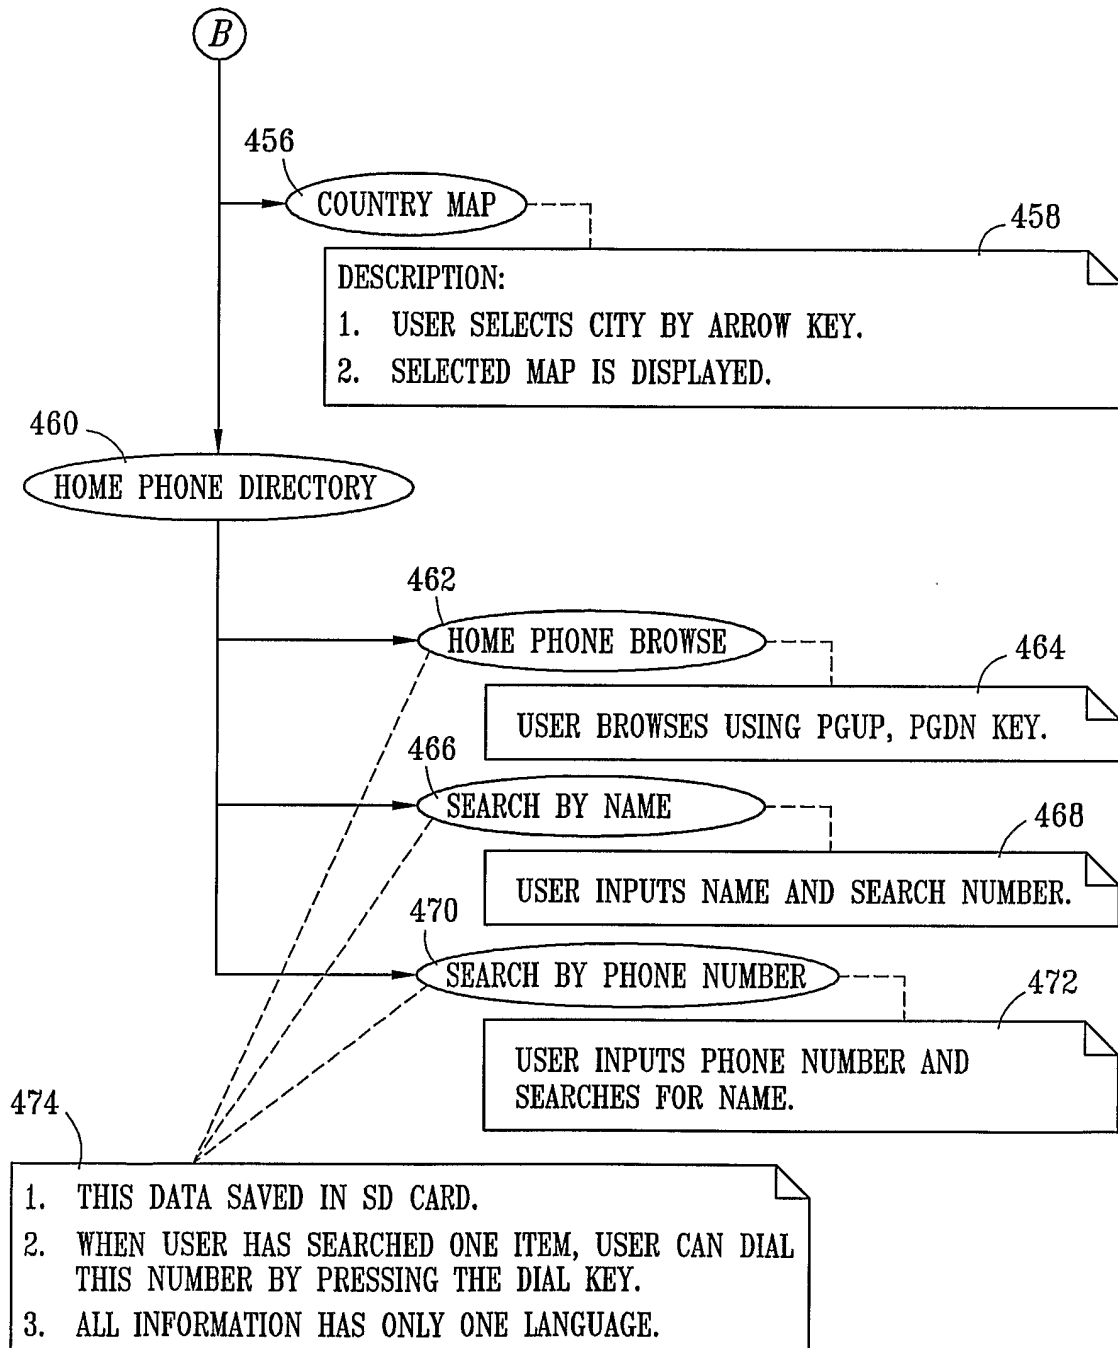 B
456
COUNTRY MAP
458
DESCRIPTION:
1. USER SELECTS CITY BY ARROW KEY.
2. SELECTED MAP IS DISPLAYED.
460
HOME PHONE DIRECTORY
462
HOME PHONE BROWSE
464
USER BROWSES USING PGUP, PGDN KEY.
466
SEARCH BY NAME
468
USER INPUTS NAME AND SEARCH NUMBER.
470
SEARCH BY PHONE NUMBER
472
USER INPUTS PHONE NUMBER AND
SEARCHES FOR NAME.
474
1. THIS DATA SAVED IN SD CARD.
2. WHEN USER HAS SEARCHED ONE ITEM, USER CAN DIAL
THIS NUMBER BY PRESSING THE DIAL KEY.
3. ALL INFORMATION HAS ONLY ONE LANGUAGE.